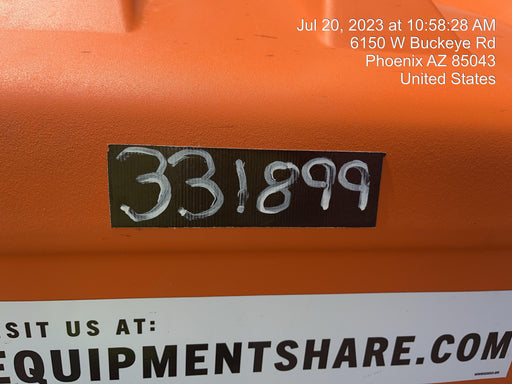 Jul 20, 2023 at 10:58:28 AM
6150 W Buckeye Rd
Phoenix AZ 85043
United States
331899
SIT US AT:
EQUIPMENTSHARE.COM